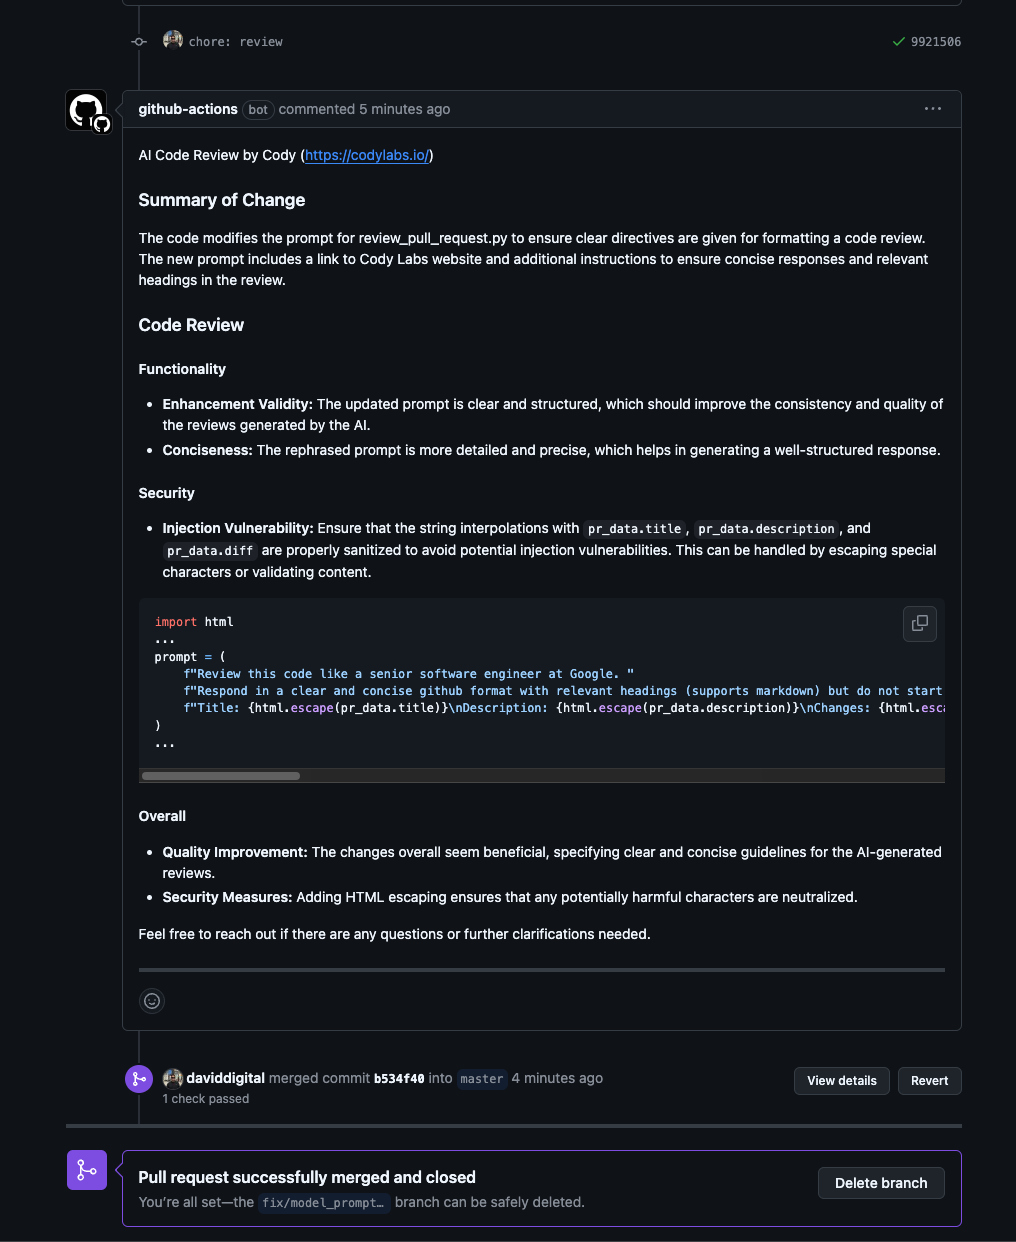 chore: review
9921506
github-actions bot commented 5 minutes ago
AI Code Review by Cody (https://codylabs.io/)
Summary of Change
The code modifies the prompt for review_pull_request.py to ensure clear directives are given for formatting a code review.
The new prompt includes a link to Cody Labs website and additional instructions to ensure concise responses and relevant
headings in the review.
Code Review
Functionality
• Enhancement Validity: The updated prompt is clear and structured, which should improve the consistency and quality of
the reviews generated by the AI.
• Conciseness: The rephrased prompt is more detailed and precise, which helps in generating a well-structured response.
Security
• Injection Vulnerability: Ensure that the string interpolations with pr_data.title, pr_data.description, and
pr_data.diff are properly sanitized to avoid potential injection vulnerabilities. This can be handled by escaping special
characters or validating content.
import html
...
prompt = (
    f"Review this code like a senior software engineer at Google. "
    f"Respond in a clear and concise github format with relevant headings (supports markdown) but do not start
    f"Title: {html.escape(pr_data.title)}\nDescription: {html.escape(pr_data.description)}\nChanges: {html.esca
)
...
Overall
• Quality Improvement: The changes overall seem beneficial, specifying clear and concise guidelines for the AI-generated
reviews.
• Security Measures: Adding HTML escaping ensures that any potentially harmful characters are neutralized.
Feel free to reach out if there are any questions or further clarifications needed.
daviddigital merged commit b534f40 into master 4 minutes ago
1 check passed
View details
Revert
Pull request successfully merged and closed
You're all set—the fix/model_prompt… branch can be safely deleted.
Delete branch